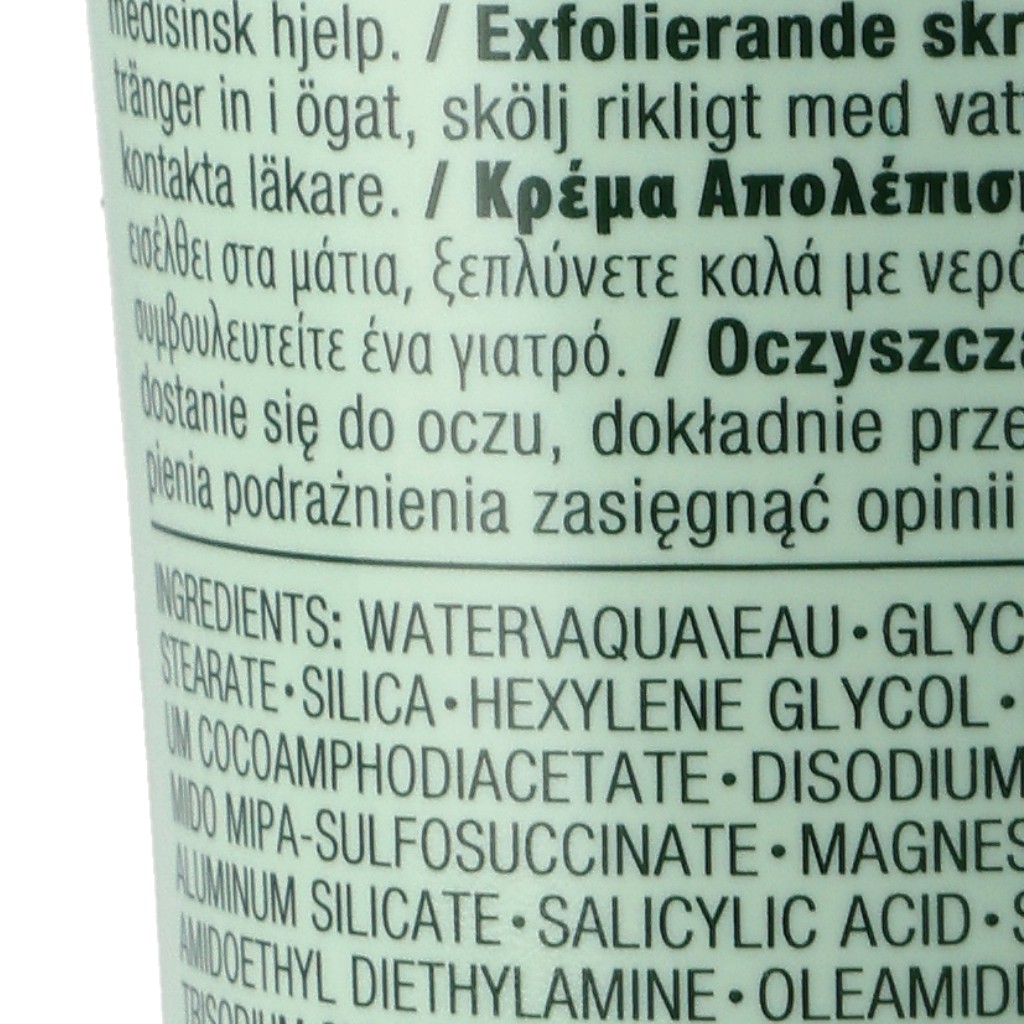 medisinsk hjelp. / Exfolierande skr
tränger in i ögat, skölj rikligt med vatt
kontakta läkare. / Κρέμα Απολέπισ
εισέλθει στα μάτια, ξεπλύνετε καλά με νερό
συμβουλευτείτε ένα γιατρό. / Oczyszcza
dostanie się do oczu, dokładnie prze
pienia podrażnienia zasięgnąć opinii
INGREDIENTS: WATER\AQUA\EAU • GLYC
STEARATE • SILICA • HEXYLENE GLYCOL •
UM COCOAMPHODIACETATE • DISODIUM
MIDO MIPA-SULFOSUCCINATE • MAGNES
ALUMINUM SILICATE • SALICYLIC ACID • S
AMIDOETHYL DIETHYLAMINE • OLEAMID
TRISODIUM